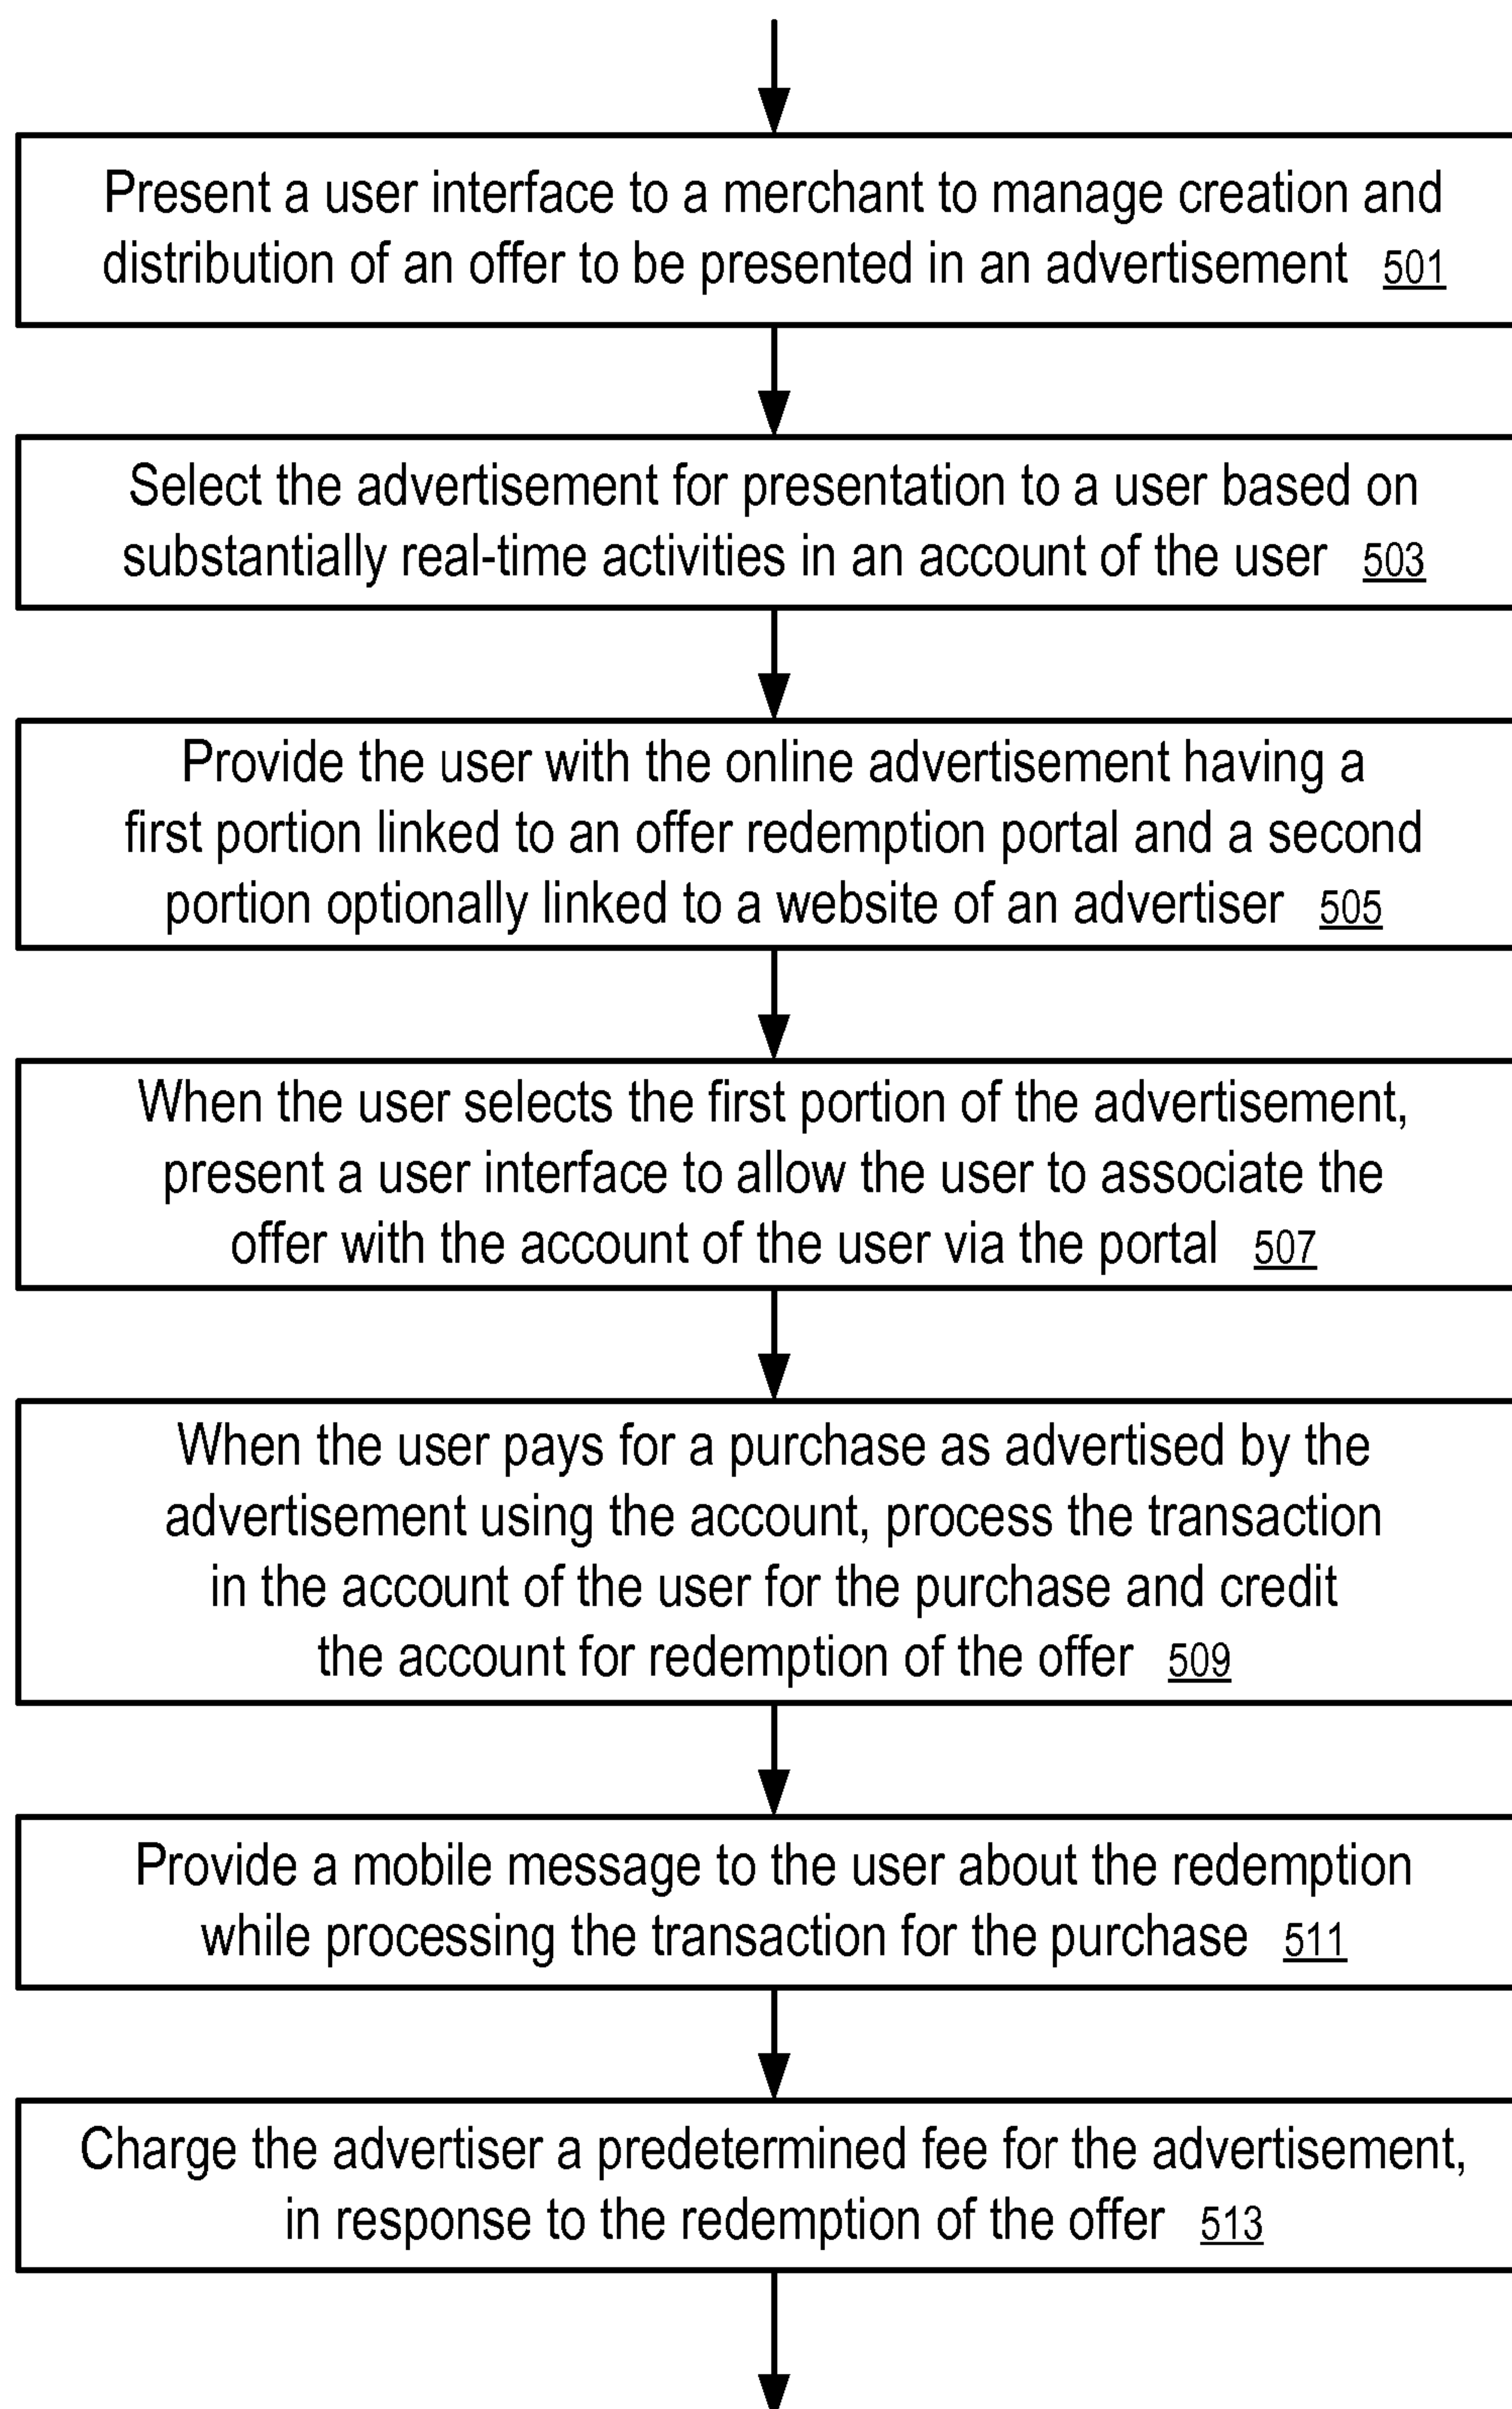 Present a user interface to a merchant to manage creation and
distribution of an offer to be presented in an advertisement 501
Select the advertisement for presentation to a user based on
substantially real-time activities in an account of the user 503
Provide the user with the online advertisement having a
first portion linked to an offer redemption portal and a second
portion optionally linked to a website of an advertiser 505
When the user selects the first portion of the advertisement,
present a user interface to allow the user to associate the
offer with the account of the user via the portal 507
When the user pays for a purchase as advertised by the
advertisement using the account, process the transaction
in the account of the user for the purchase and credit
the account for redemption of the offer 509
Provide a mobile message to the user about the redemption
while processing the transaction for the purchase 511
Charge the advertiser a predetermined fee for the advertisement,
in response to the redemption of the offer 513